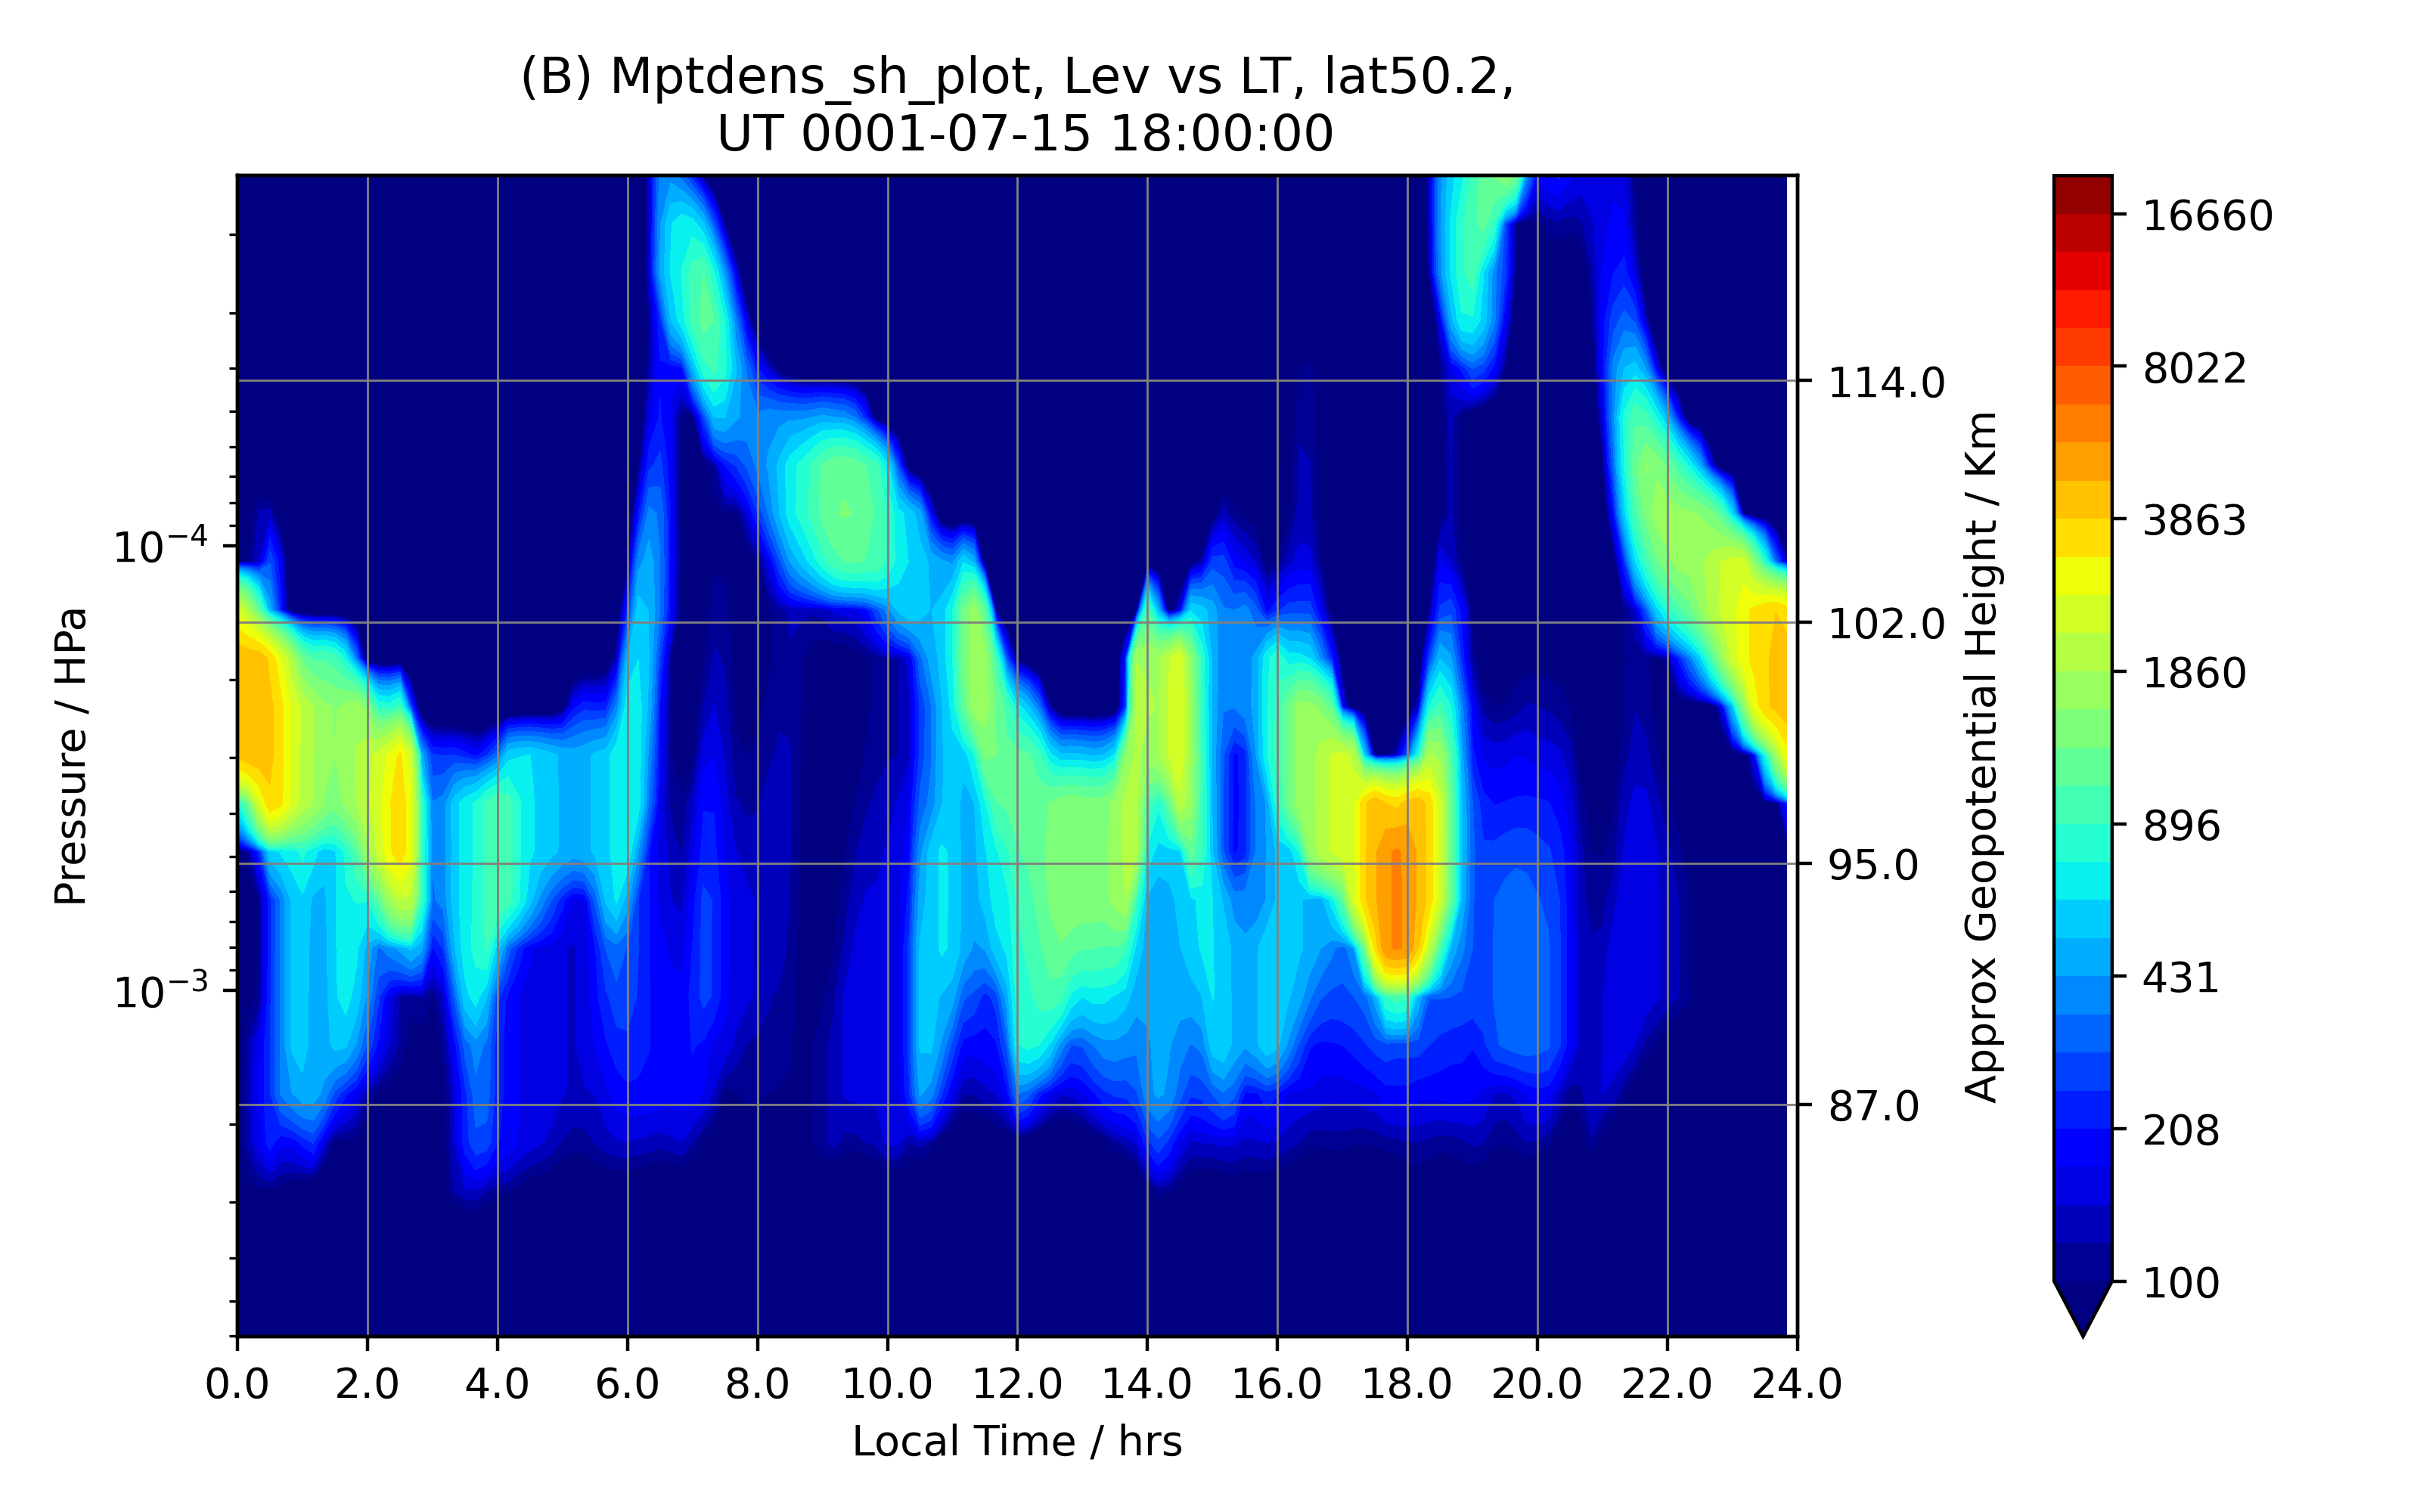 (B) Mptdens_sh_plot, Lev vs LT, lat50.2,
UT 0001-07-15 18:00:00
Pressure / HPa
10⁻⁴
10⁻³
0.0 2.0 4.0 6.0 8.0 10.0 12.0 14.0 16.0 18.0 20.0 22.0 24.0
Local Time / hrs
114.0
102.0
95.0
87.0
Approx Geopotential Height / Km
16660
8022
3863
1860
896
431
208
100